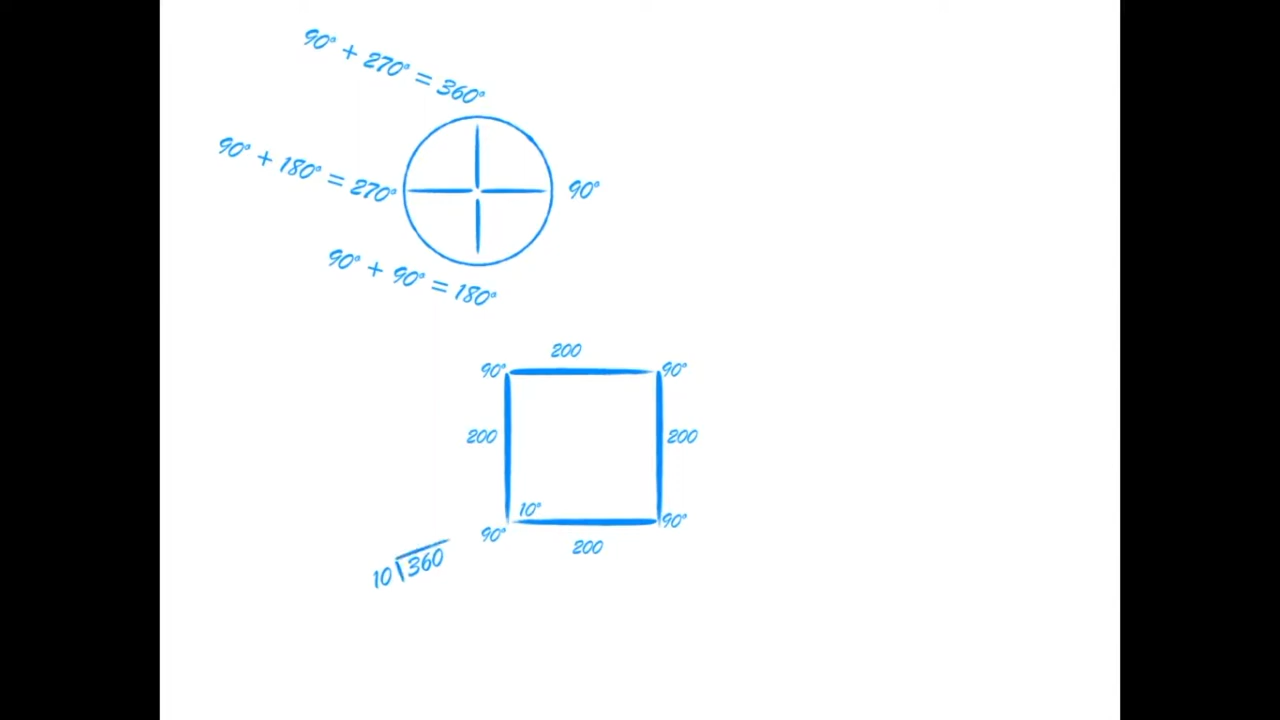 90° + 270° = 360°
90° + 180° = 270°
90°
90° + 90° = 180°
200
90° 90°
200 200
10°
90° 90°
200
10 360